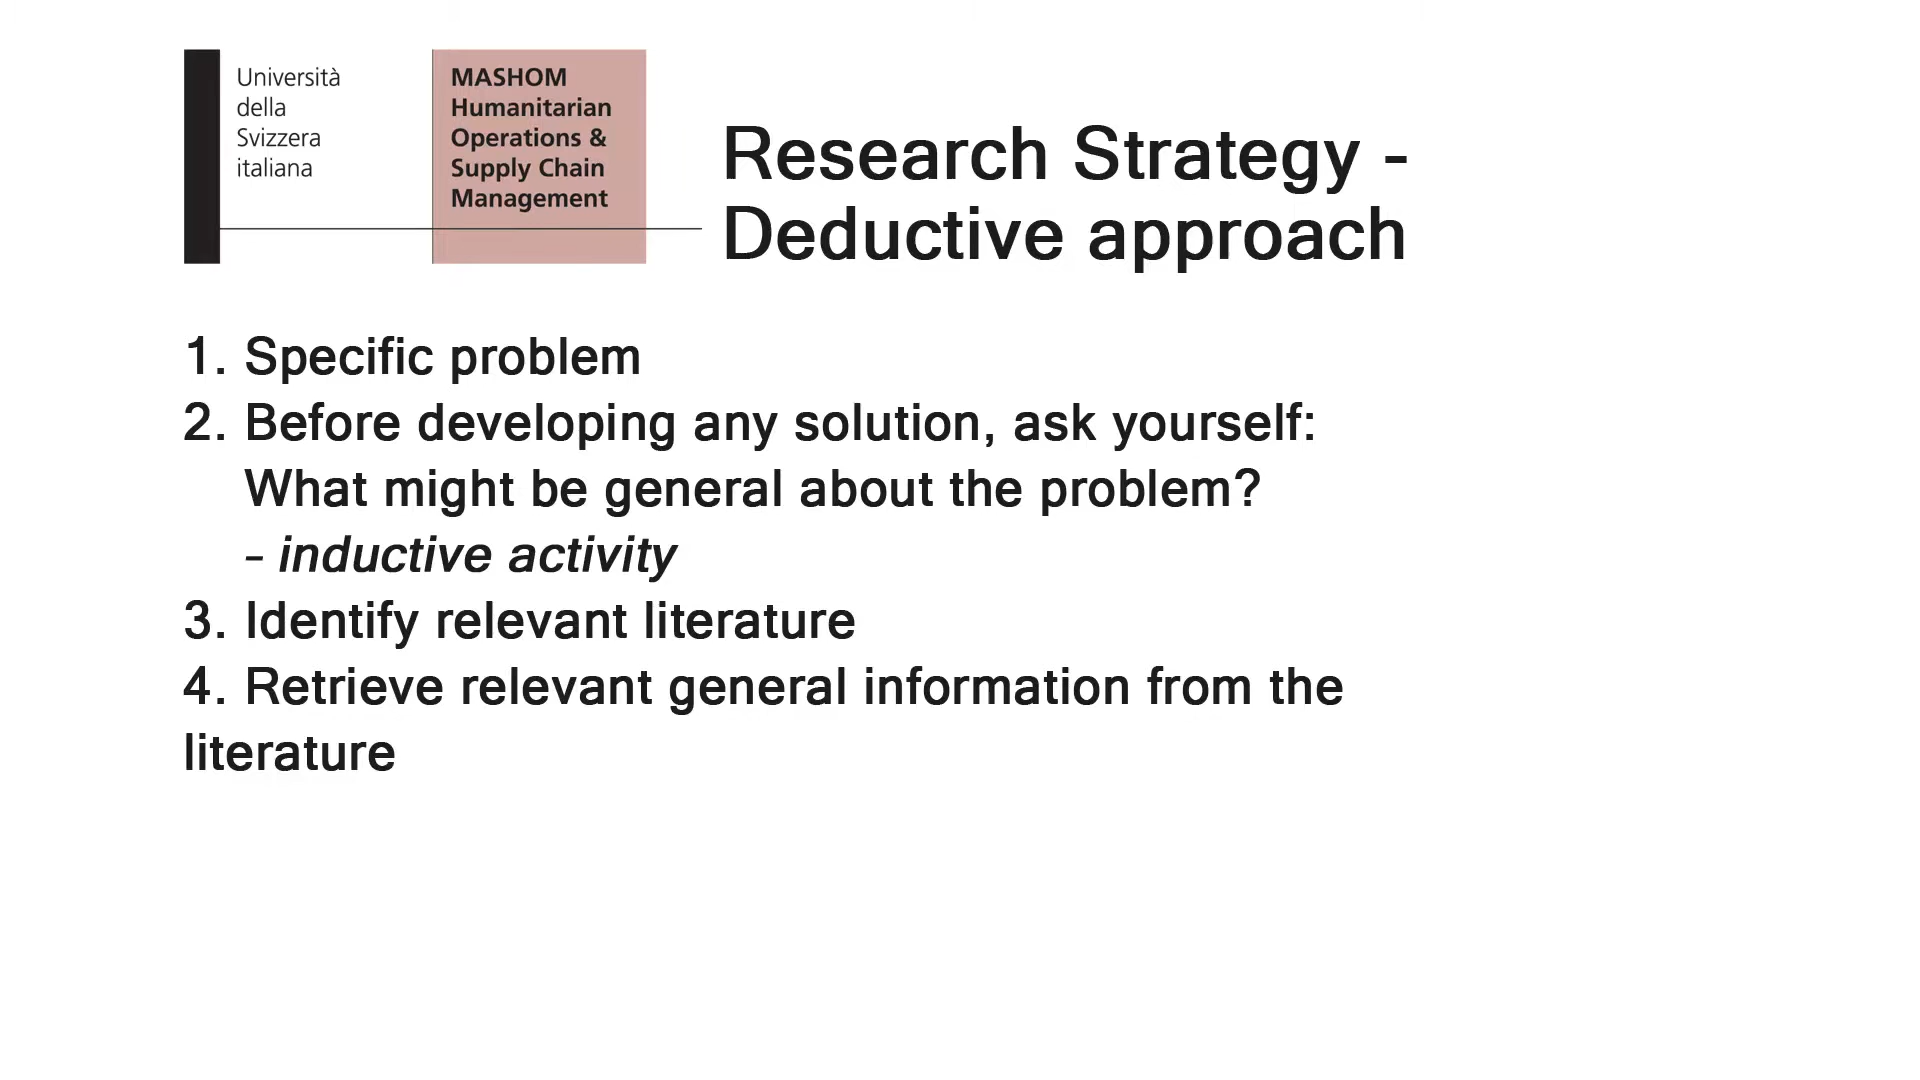 Università
della
Svizzera
italiana
MASHOM
Humanitarian
Operations &
Supply Chain
Management
Research Strategy -
Deductive approach
1. Specific problem
2. Before developing any solution, ask yourself:
What might be general about the problem?
– inductive activity
3. Identify relevant literature
4. Retrieve relevant general information from the
literature